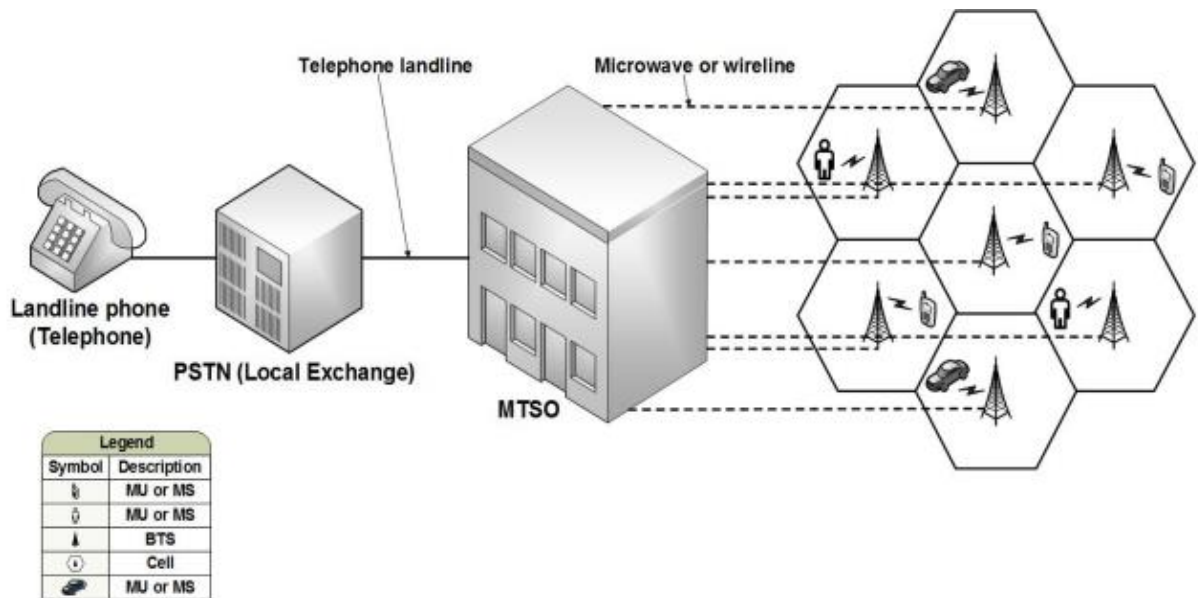 Telephone landline
Microwave or wireline
Landline phone
(Telephone)
PSTN (Local Exchange)
MTSO
Legend
Symbol Description
MU or MS
MU or MS
BTS
Cell
MU or MS